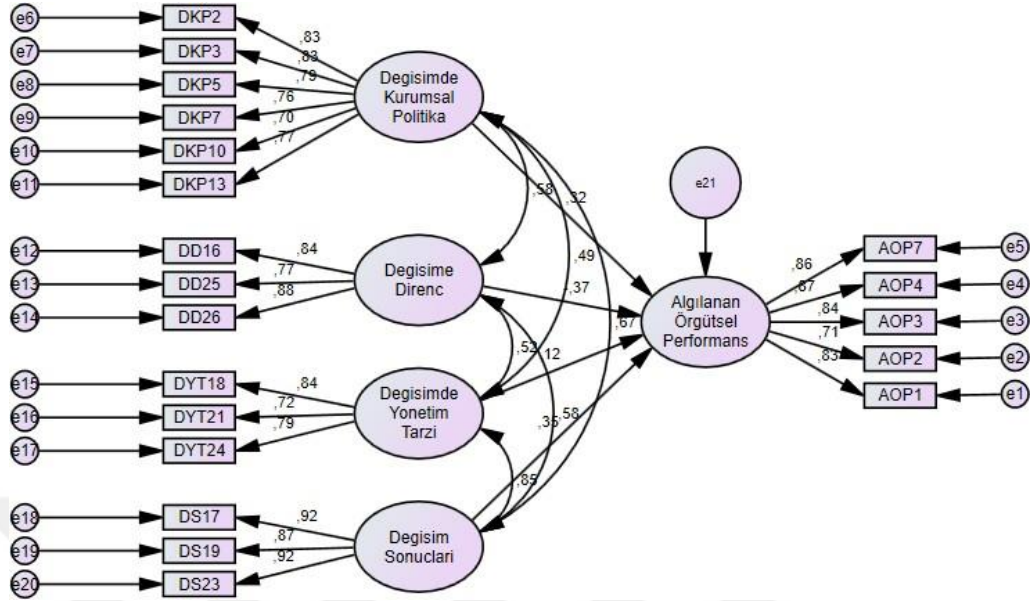 e6
DKP2
e7
DKP3
e8
DKP5
e9
DKP7
e10
DKP10
e11
DKP13
,83
,83
,79
,76
,70
,77
Degisimde
Kurumsal
Politika
e12
DD16
e13
DD25
e14
DD26
,84
,77
,88
Degisime
Direnc
e15
DYT18
e16
DYT21
e17
DYT24
,84
,72
,79
Degisimde
Yonetim
Tarzi
e18
DS17
e19
DS19
e20
DS23
,92
,87
,92
Degisim
Sonuclari
,58
,32
,49
-,37
,67
,52
,12
,35
,58
,85
e21
Algılanan
Örgütsel
Performans
,86
,87
,84
,71
,83
AOP7
e5
AOP4
e4
AOP3
e3
AOP2
e2
AOP1
e1